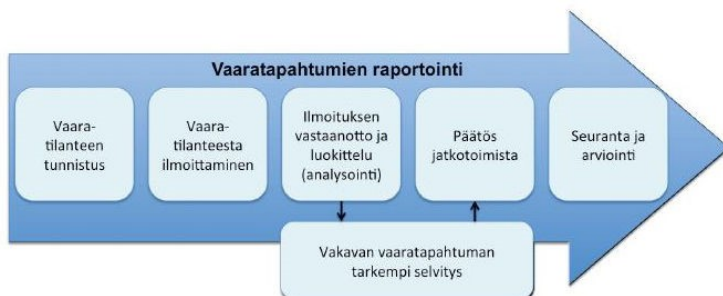 Vaaratapahtumien raportointi
Vaara-
tilanteen
tunnistus
Vaara-
tilanteesta
ilmoittaminen
Ilmoituksen
vastaanotto ja
luokittelu
(analysointi)
Päätös
jatkotoimista
Seuranta ja
arviointi
Vakavan vaaratapahtuman
tarkempi selvitys